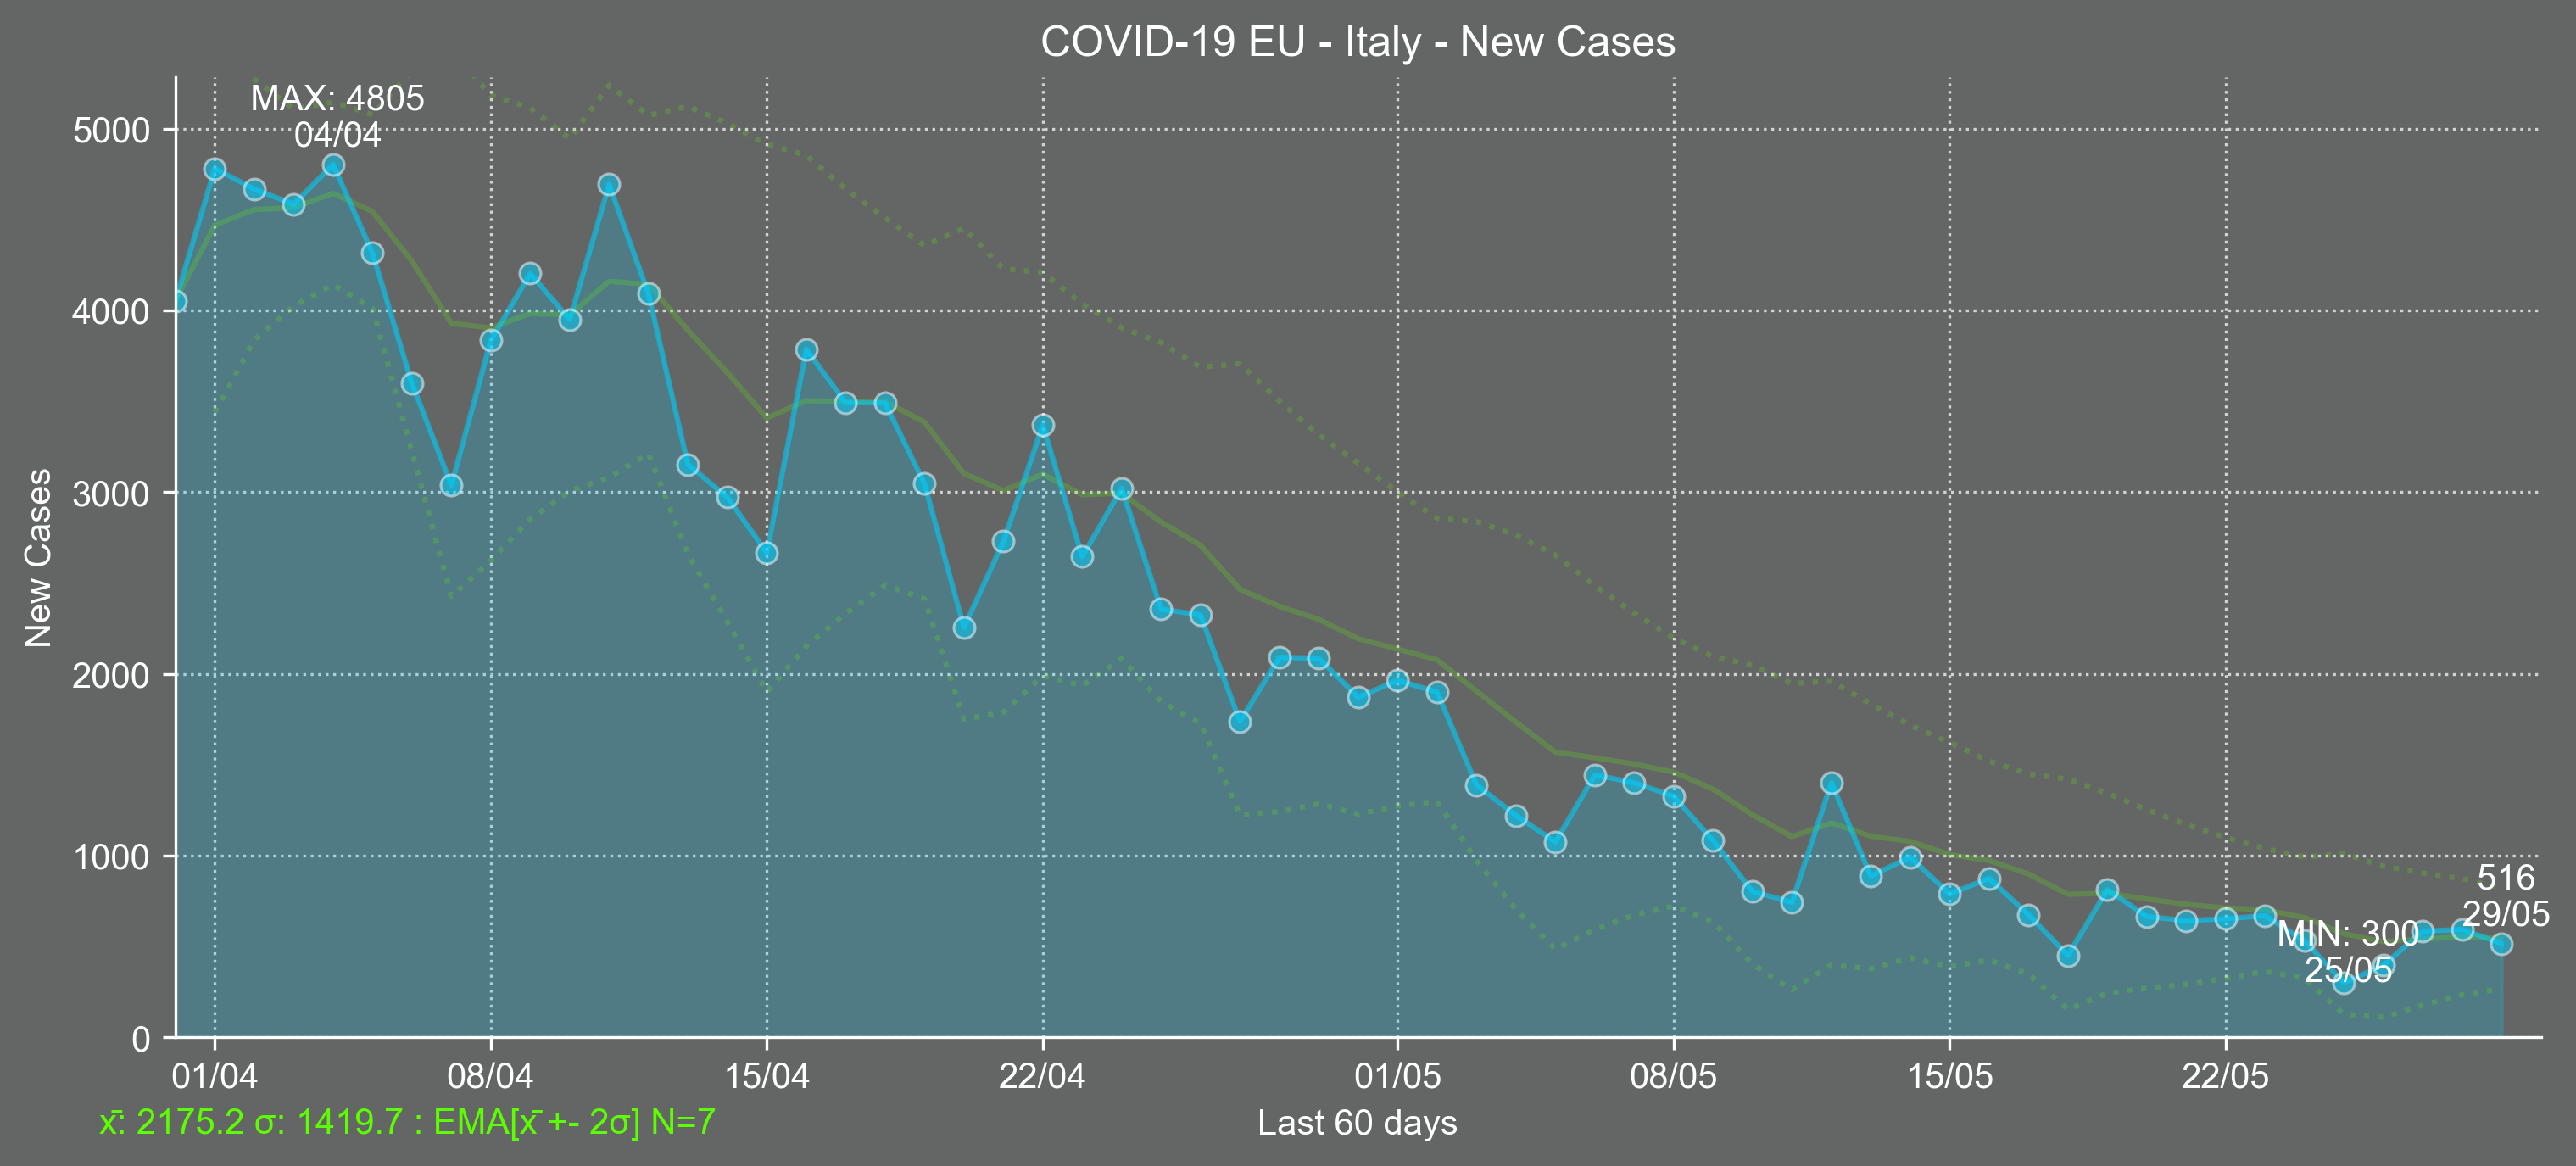 COVID-19 EU - Italy - New Cases
MAX: 4805
04/04
5000
4000
3000
2000
1000
0
New Cases
516
29/05
MIN: 300
25/05
01/04 08/04 15/04 22/04 01/05 08/05 15/05 22/05
x̄: 2175.2 σ: 1419.7 : EMA[x̄ +- 2σ] N=7
Last 60 days